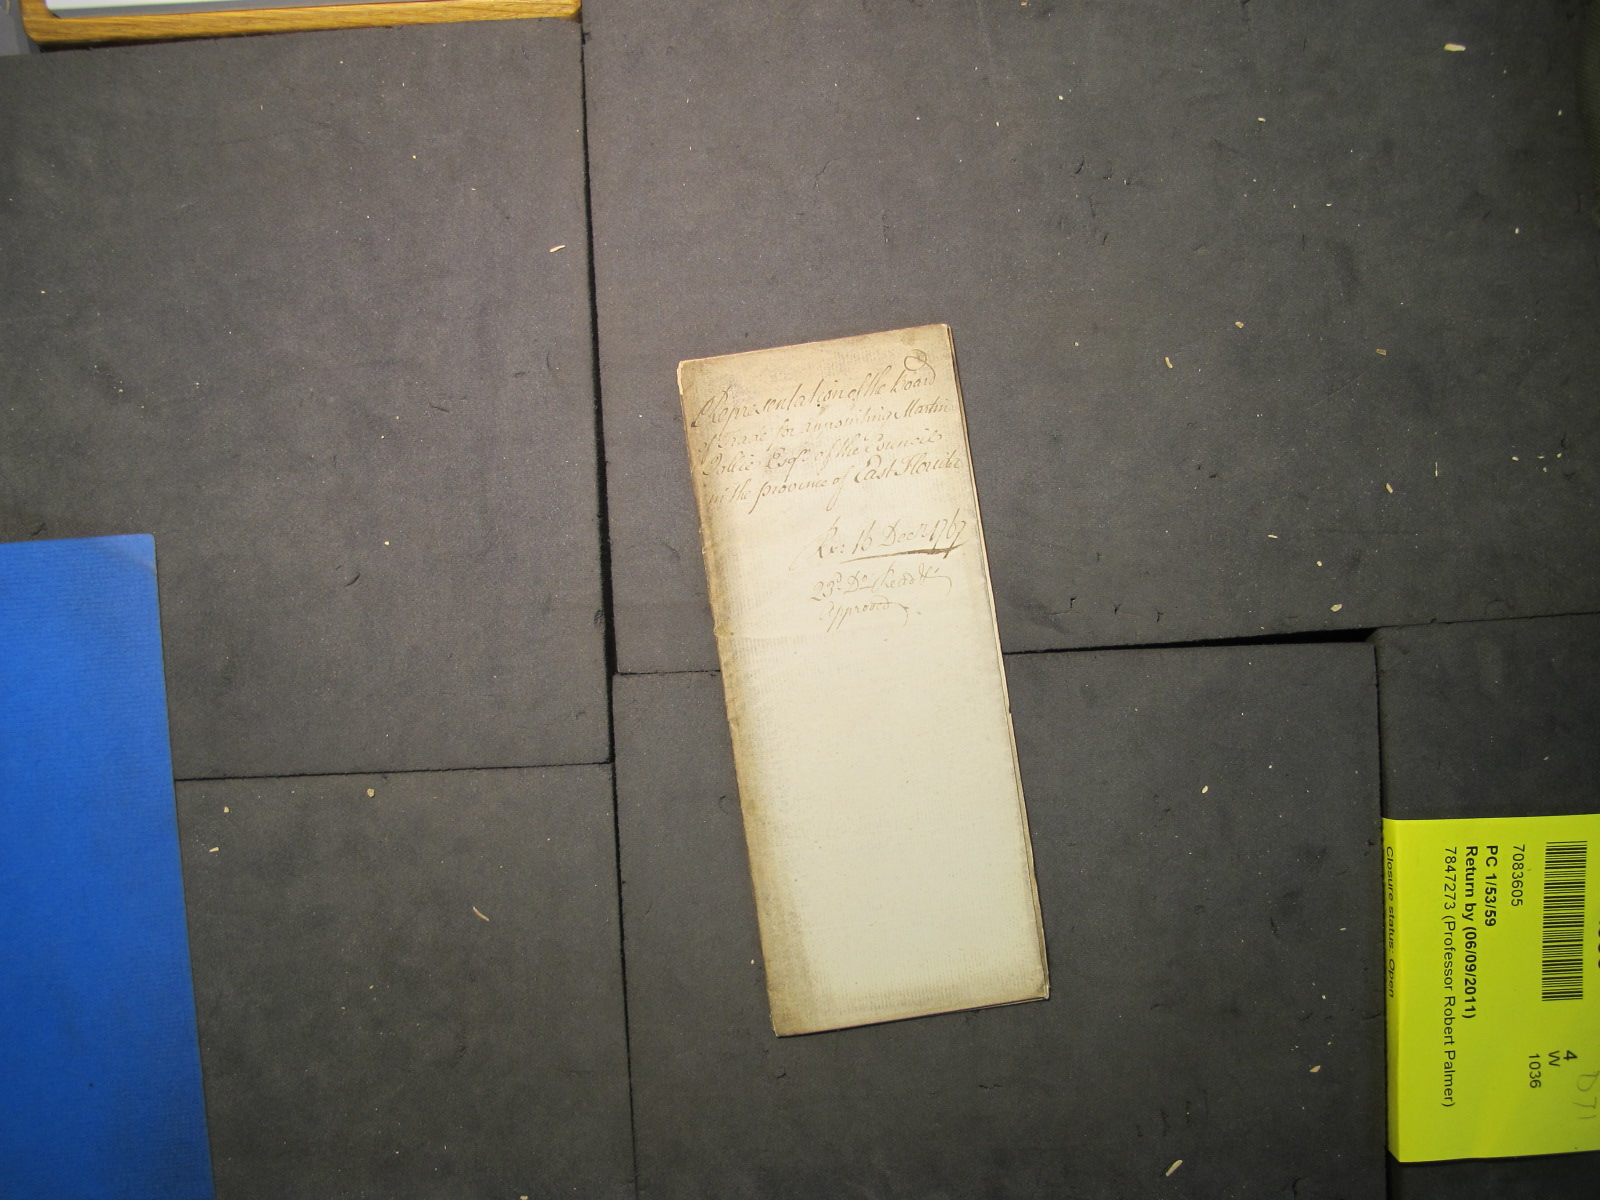 Representation of the Board
of Trade for appointing Martin
Jollie Esqr. of the Council
in the province of East Florida
Rec 16 Decr. 1767
23d. Do. Read &
approved
7083605
PC 1/53/59
Return by (06/09/2011)
7847273 (Professor Robert Palmer)
Closure status: Open
4
W
1036